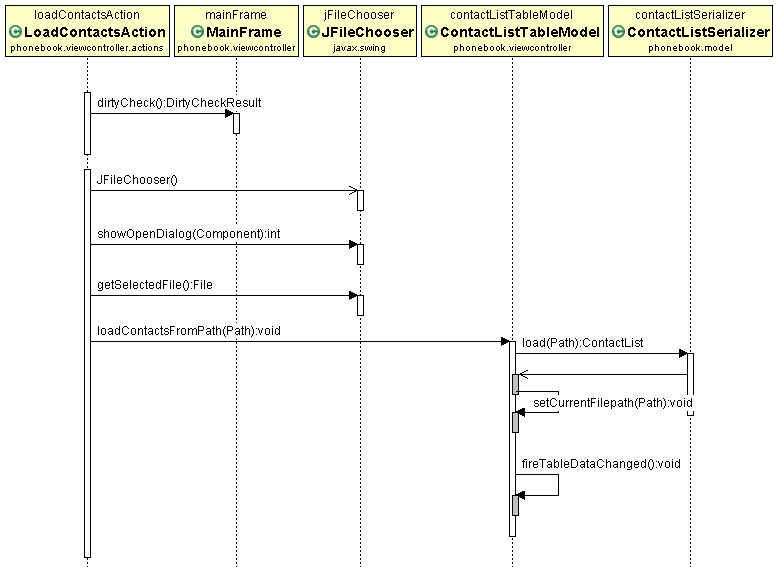 loadContactsAction
C LoadContactsAction
phonebook.viewcontroller.actions
mainFrame
C MainFrame
phonebook.viewcontroller
jFileChooser
C JFileChooser
javax.swing
contactListTableModel
C ContactListTableModel
phonebook.viewcontroller
contactListSerializer
C ContactListSerializer
phonebook.model
dirtyCheck():DirtyCheckResult
JFileChooser()
showOpenDialog(Component):int
getSelectedFile():File
loadContactsFromPath(Path):void
load(Path):ContactList
setCurrentFilepath(Path):void
fireTableDataChanged():void